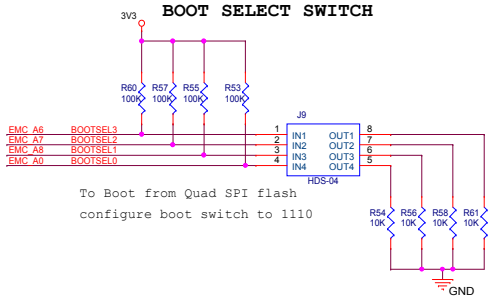 BOOT SELECT SWITCH
3V3
R60 R57 R55 R53
100K 100K 100K 100K
J9
EMC_A6 BOOTSEL3 1 IN1 OUT1 8
EMC_A7 BOOTSEL2 2 IN2 OUT2 7
EMC_A8 BOOTSEL1 3 IN3 OUT3 6
EMC_A0 BOOTSEL0 4 IN4 OUT4 5
HDS-04
To Boot from Quad SPI flash
configure boot switch to 1110
R54 R56 R58 R61
10K 10K 10K 10K
GND